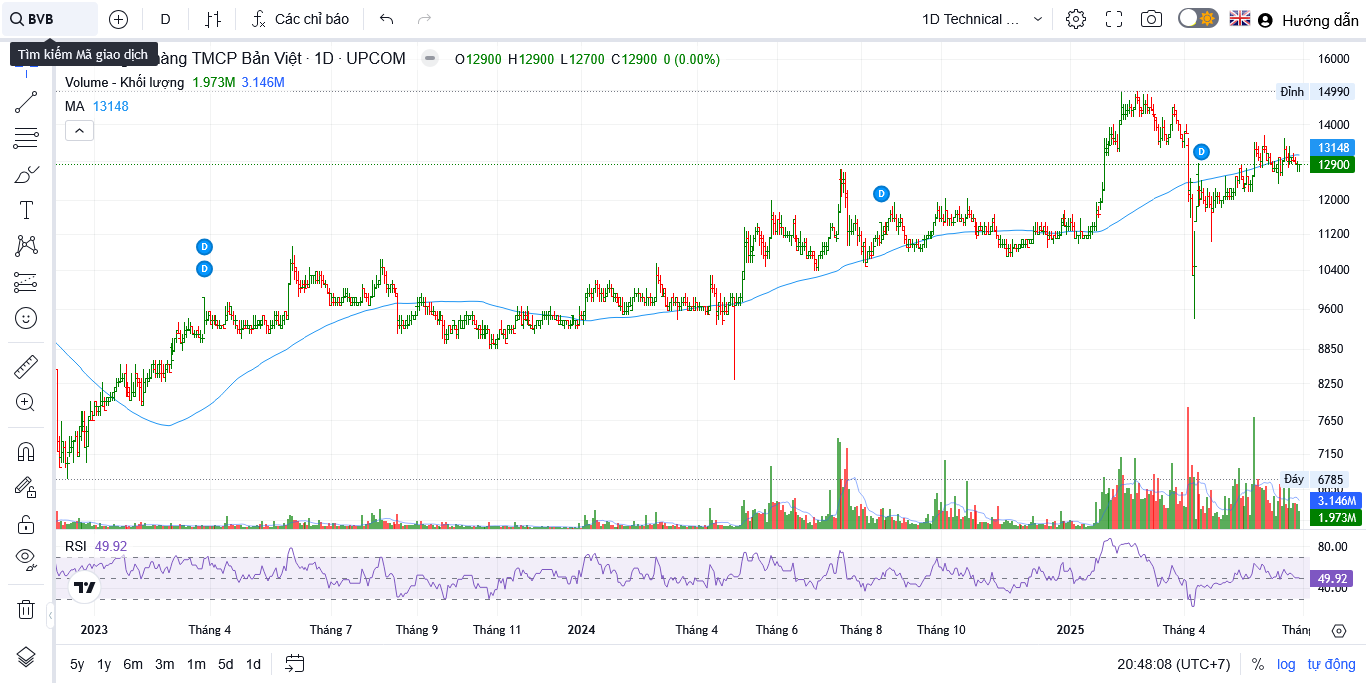 BVB
D
Các chỉ báo
1D Technical ...
Hướng dẫn
Tìm kiếm Mã giao dịch
hàng TMCP Bản Việt · 1D · UPCOM
O12900 H12900 L12700 C12900 0 (0.00%)
Volume - Khối lượng 1.973M 3.146M
MA 13148
16000
Đỉnh 14990
14000
13148
12900
12000
11200
10400
9600
8850
8250
7650
7150
Đáy 6785
3.146M
1.973M
D
D
D
D
RSI 49.92
80.00
49.92
40.00
2023 Tháng 4 Tháng 7 Tháng 9 Tháng 11 2024 Tháng 4 Tháng 6 Tháng 8 Tháng 10 2025 Tháng 4 Thán
5y 1y 6m 3m 1m 5d 1d
20:48:08 (UTC+7) % log tự động